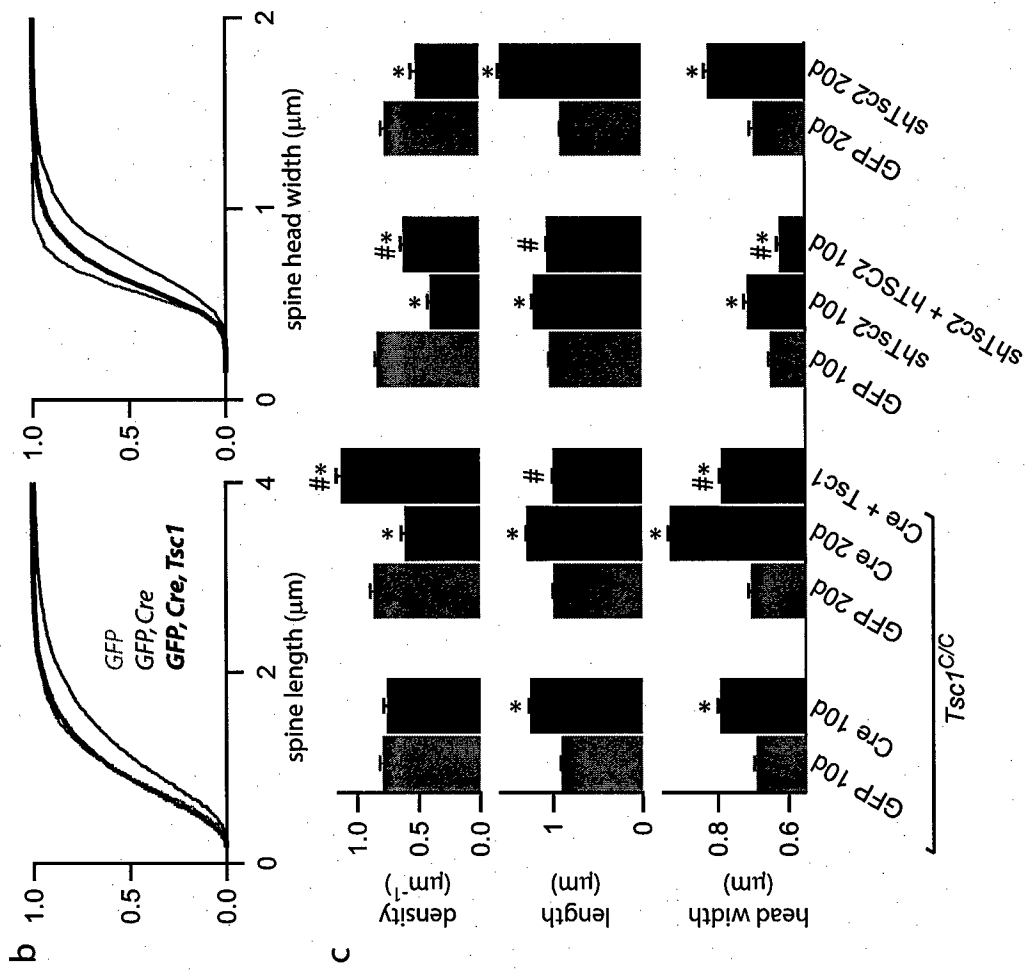 b
1.0
0.5
0.0
0
2
4
spine length (μm)
GFP
GFP, Cre
GFP, Cre, Tsc1
1.0
0.5
0.0
0
1
2
spine head width (μm)
c
density
(μm⁻¹)
1.0
0.5
0.0
* #* * #* *
length
(μm)
1
0
* * # * # *
head width
(μm)
0.8
0.6
* * #* * #* *
GFP 10d
Cre 10d
GFP 20d
Cre 20d
Cre + Tsc1
GFP 10d
shTsc2 10d
shTsc2 + hTSC2 10d
GFP 20d
shTsc2 20d
Tsc1C/C